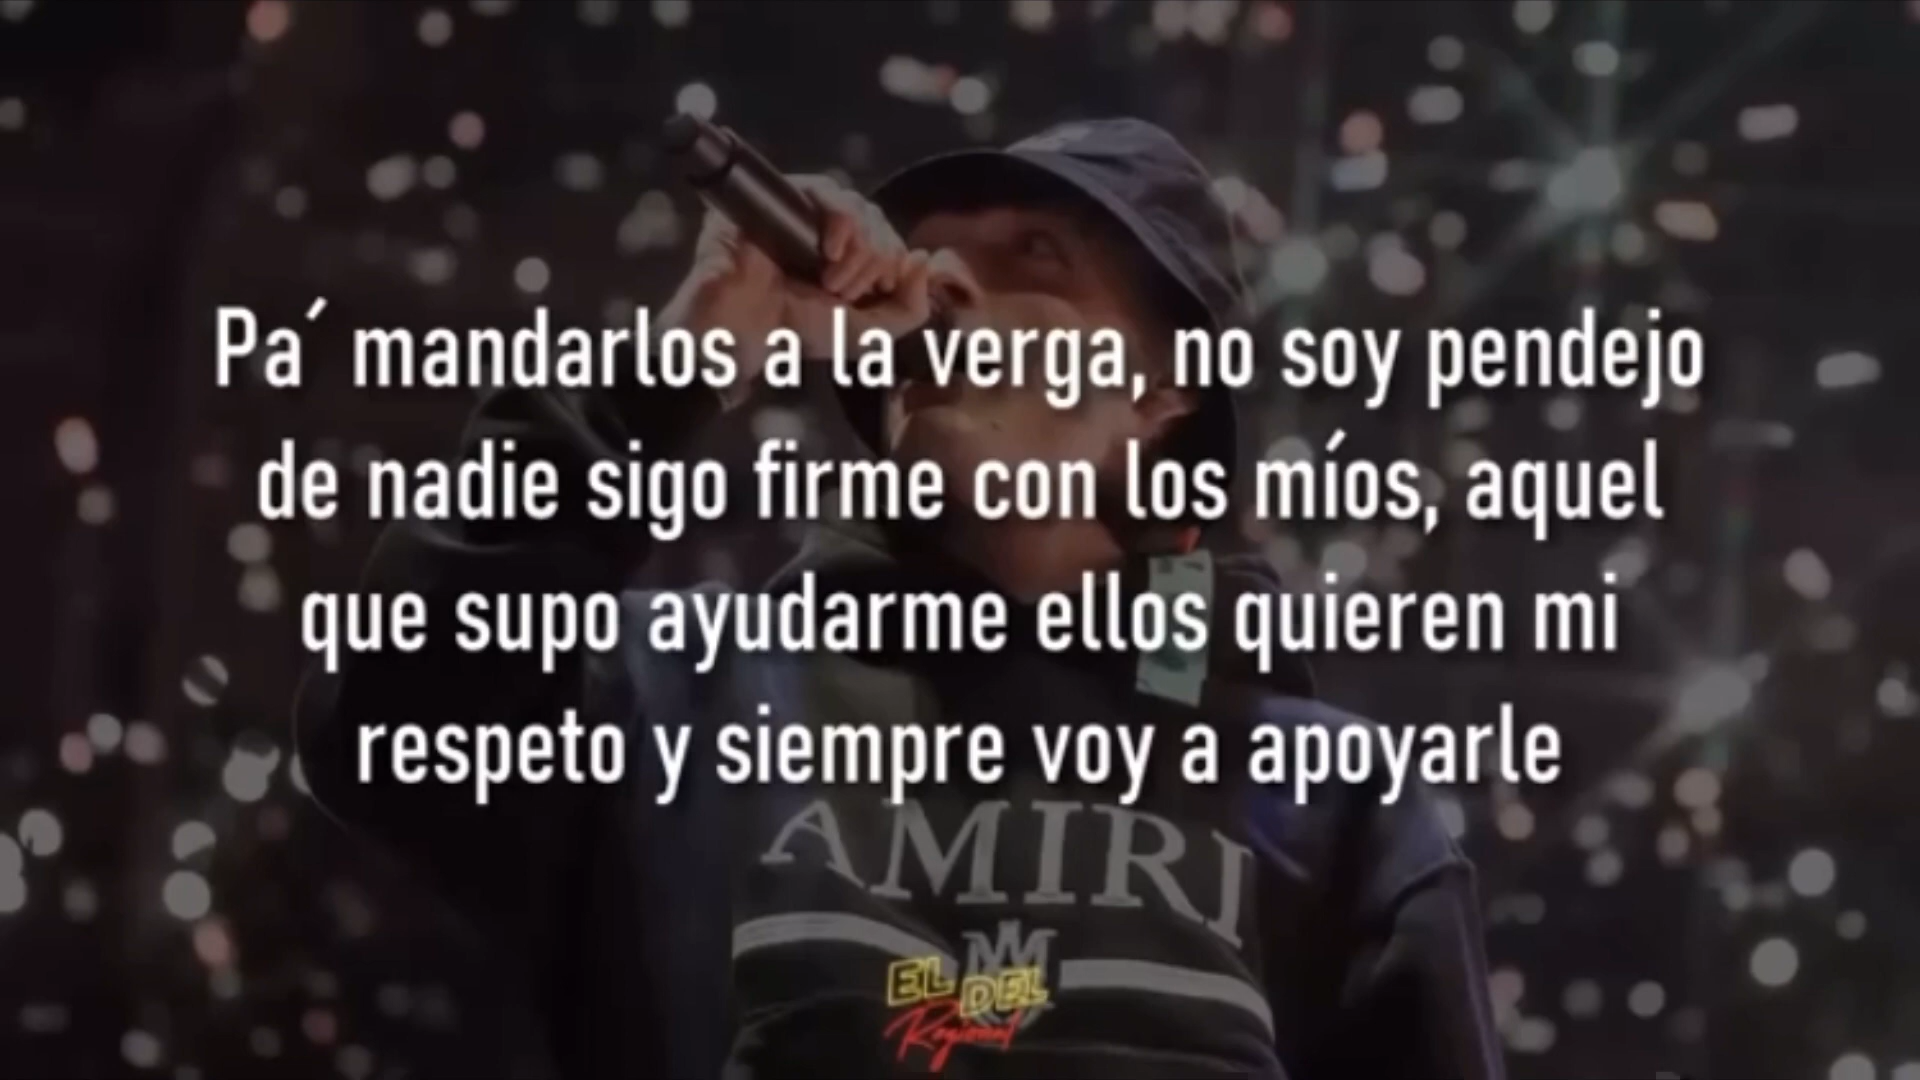 Pa´ mandarlos a la verga, no soy pendejo
de nadie sigo firme con los míos, aquel
que supo ayudarme ellos quieren mi
respeto y siempre voy a apoyarle
AMIRI
EL DEL
Regional